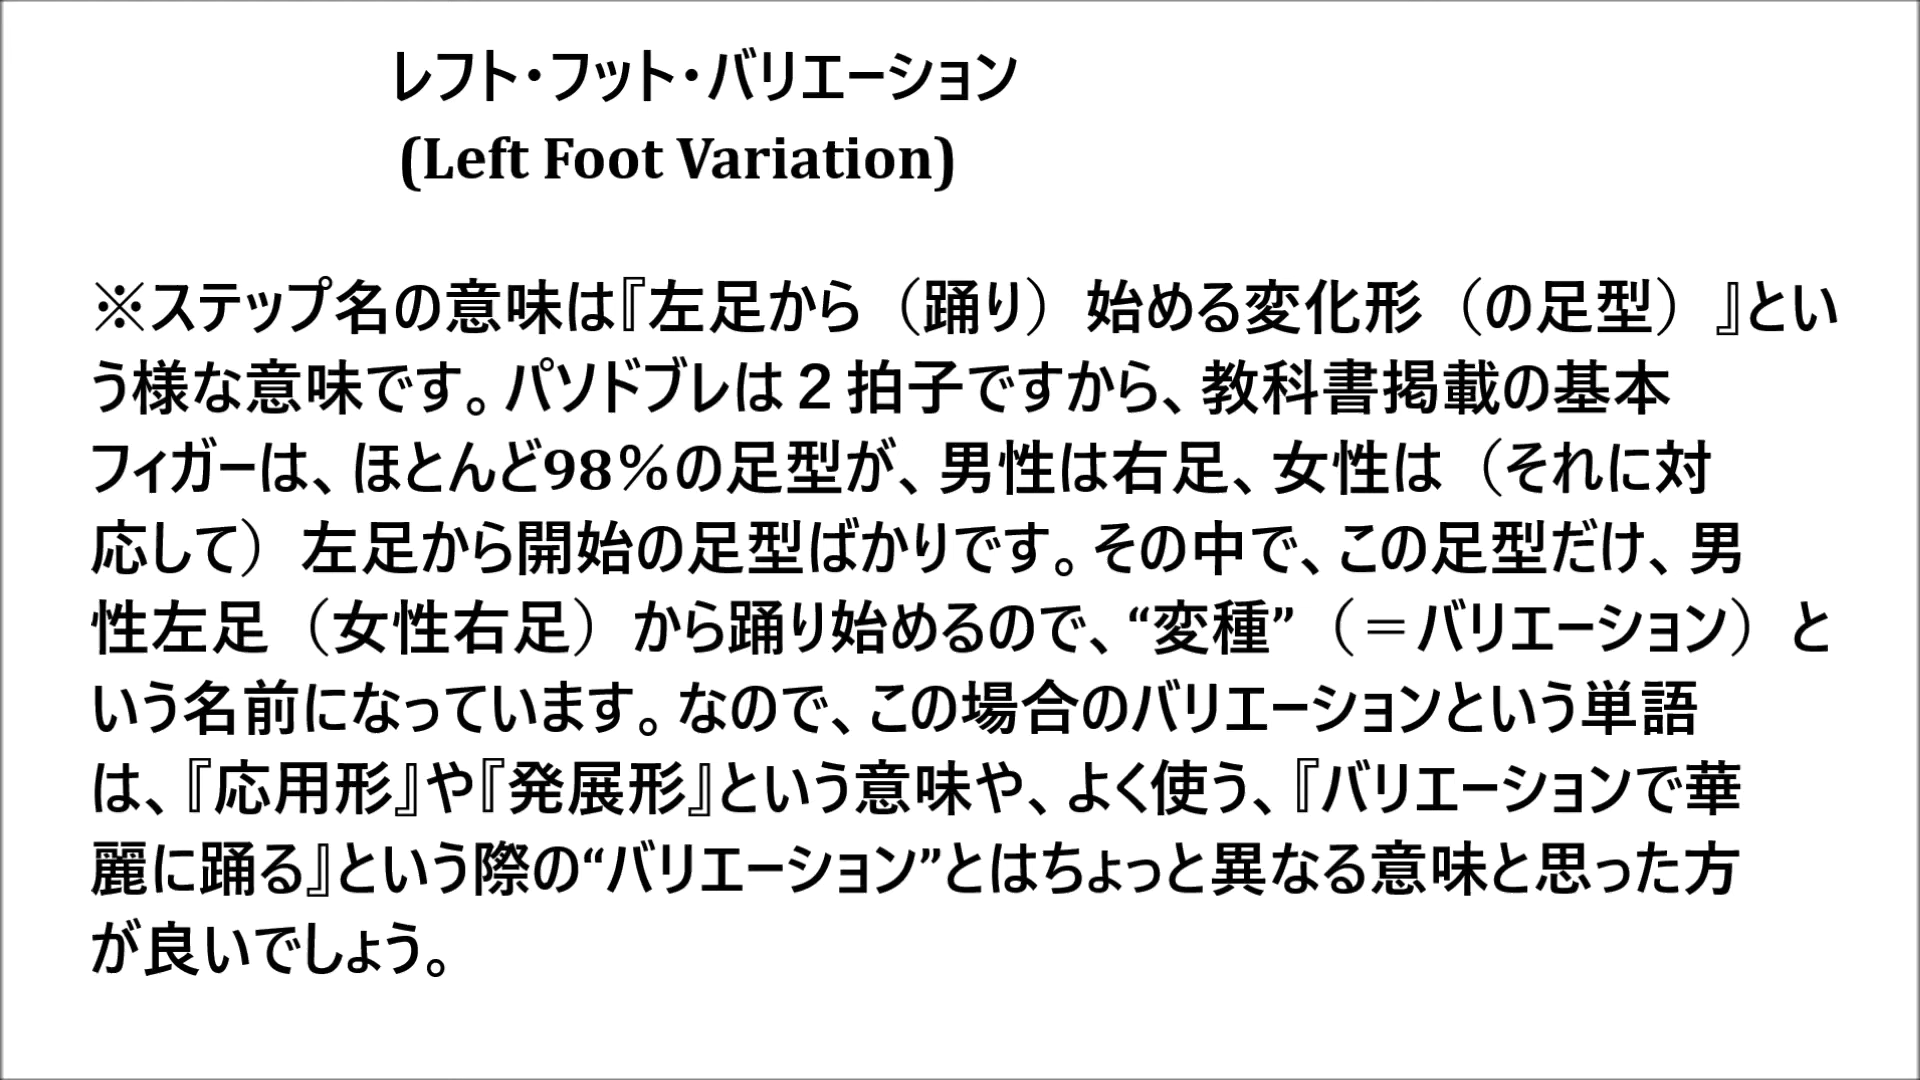 レフト・フット・バリエーション
(Left Foot Variation)
※ステップ名の意味は『左足から（踊り）始める変化形（の足型）』とい
う様な意味です。パソドブレは２拍子ですから、教科書掲載の基本
フィガーは、ほとんど98％の足型が、男性は右足、女性は（それに対
応して）左足から開始の足型ばかりです。その中で、この足型だけ、男
性左足（女性右足）から踊り始めるので、“変種”（＝バリエーション）と
いう名前になっています。なので、この場合のバリエーションという単語
は、『応用形』や『発展形』という意味や、よく使う、『バリエーションで華
麗に踊る』という際の“バリエーション”とはちょっと異なる意味と思った方
が良いでしょう。